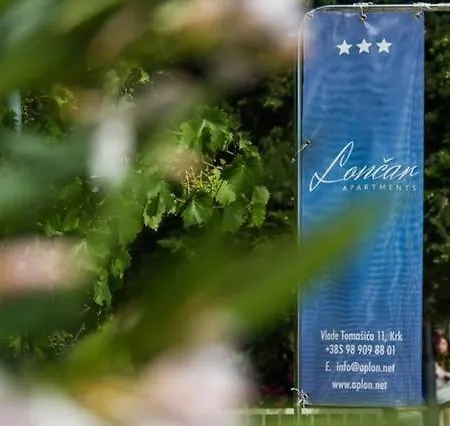 Lončar
APARTMENTS
Vlade Tomašića 11, Krk
+385 98 909 88 01
E. info@aplon.net
www.aplon.net